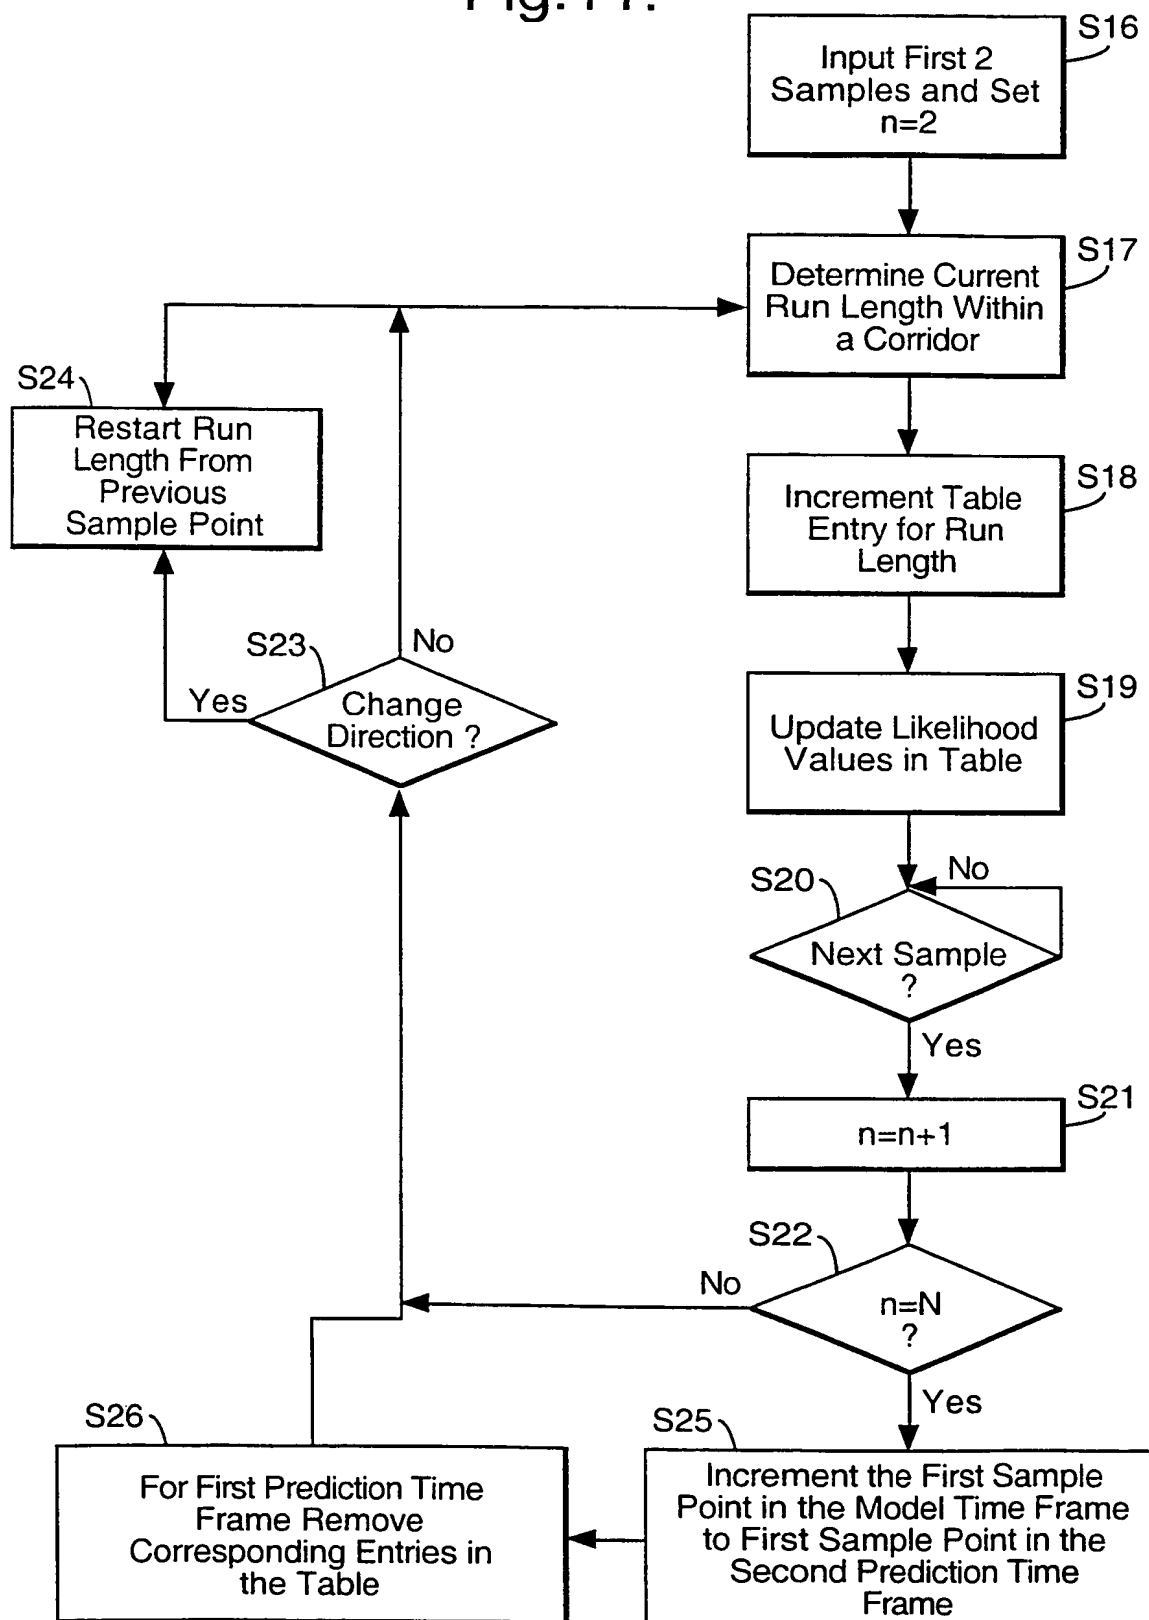 S16
Input First 2
Samples and Set
n=2
S17
Determine Current
Run Length Within
a Corridor
S24
Restart Run
Length From
Previous
Sample Point
S18
Increment Table
Entry for Run
Length
S23
No
Yes
Change
Direction ?
S19
Update Likelihood
Values in Table
S20
No
Next Sample
?
Yes
S21
n=n+1
S22
No
n=N
?
Yes
S26
For First Prediction Time
Frame Remove
Corresponding Entries in
the Table
S25
Increment the First Sample
Point in the Model Time Frame
to First Sample Point in the
Second Prediction Time
Frame